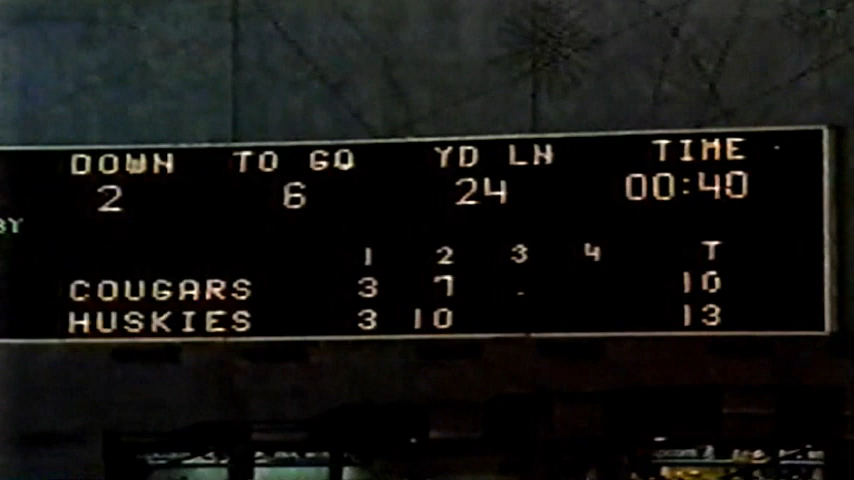 DOWN TO GO YD LN TIME
2 6 24 00:40
BY
1 2 3 4 T
COUGARS 3 7 10
HUSKIES 3 10 13